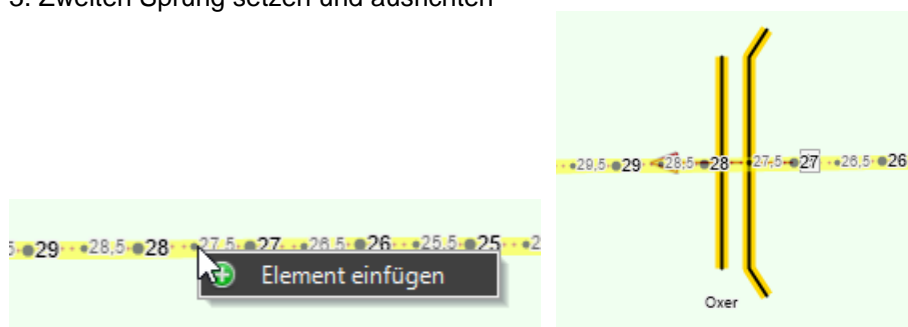 3. Zweiten Sprung setzen und ausrichten
29 28,5 28 27,5 27 26,5 26 25,5 25 2
Element einfügen
29,5 29 28,5 28 27,5 27 26,5 26
Oxer